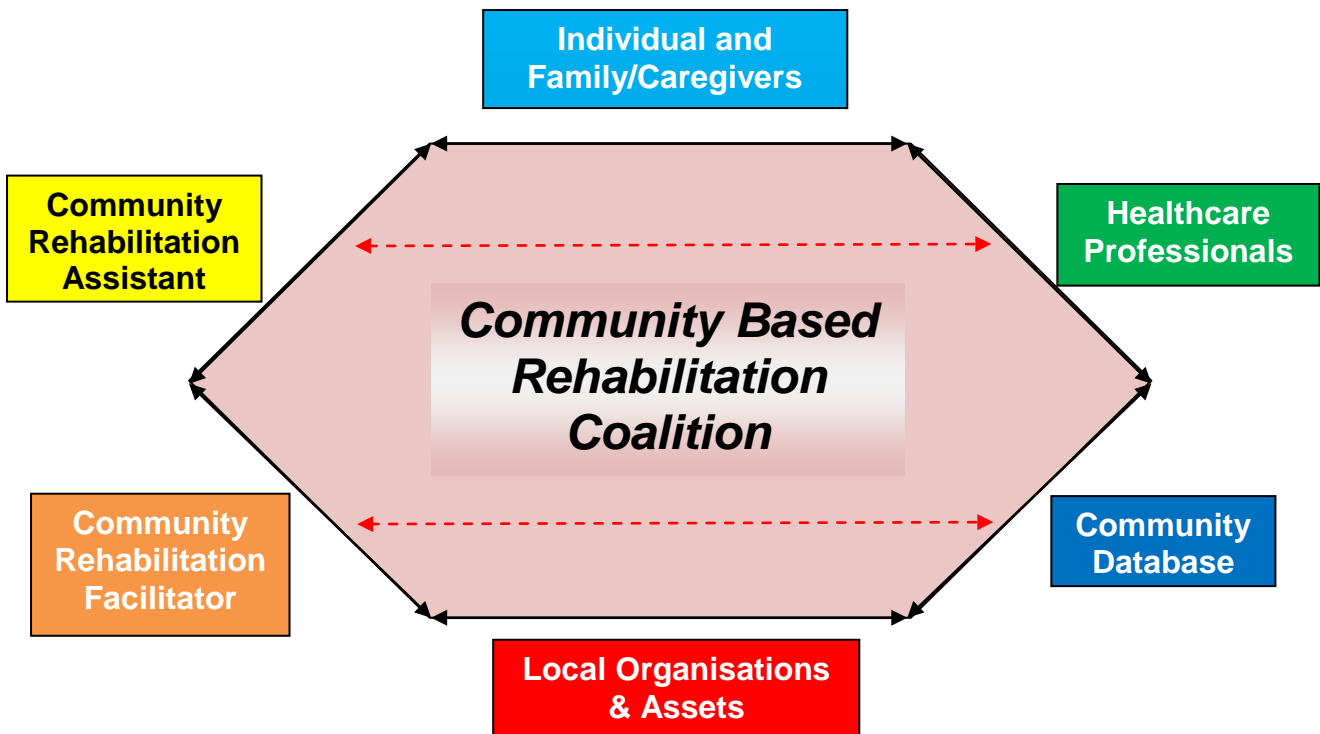 Individual and
Family/Caregivers
Community
Rehabilitation
Assistant
Healthcare
Professionals
Community Based
Rehabilitation
Coalition
Community
Rehabilitation
Facilitator
Community
Database
Local Organisations
& Assets